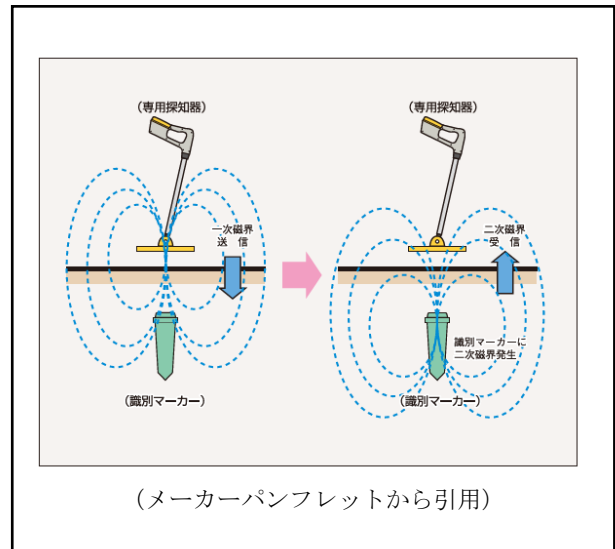 (専用探知器)
一次磁界
送 信
(識別マーカー)
(専用探知器)
二次磁界
受 信
識別マーカーに
二次磁界発生
(識別マーカー)
(メーカーパンフレットから引用)